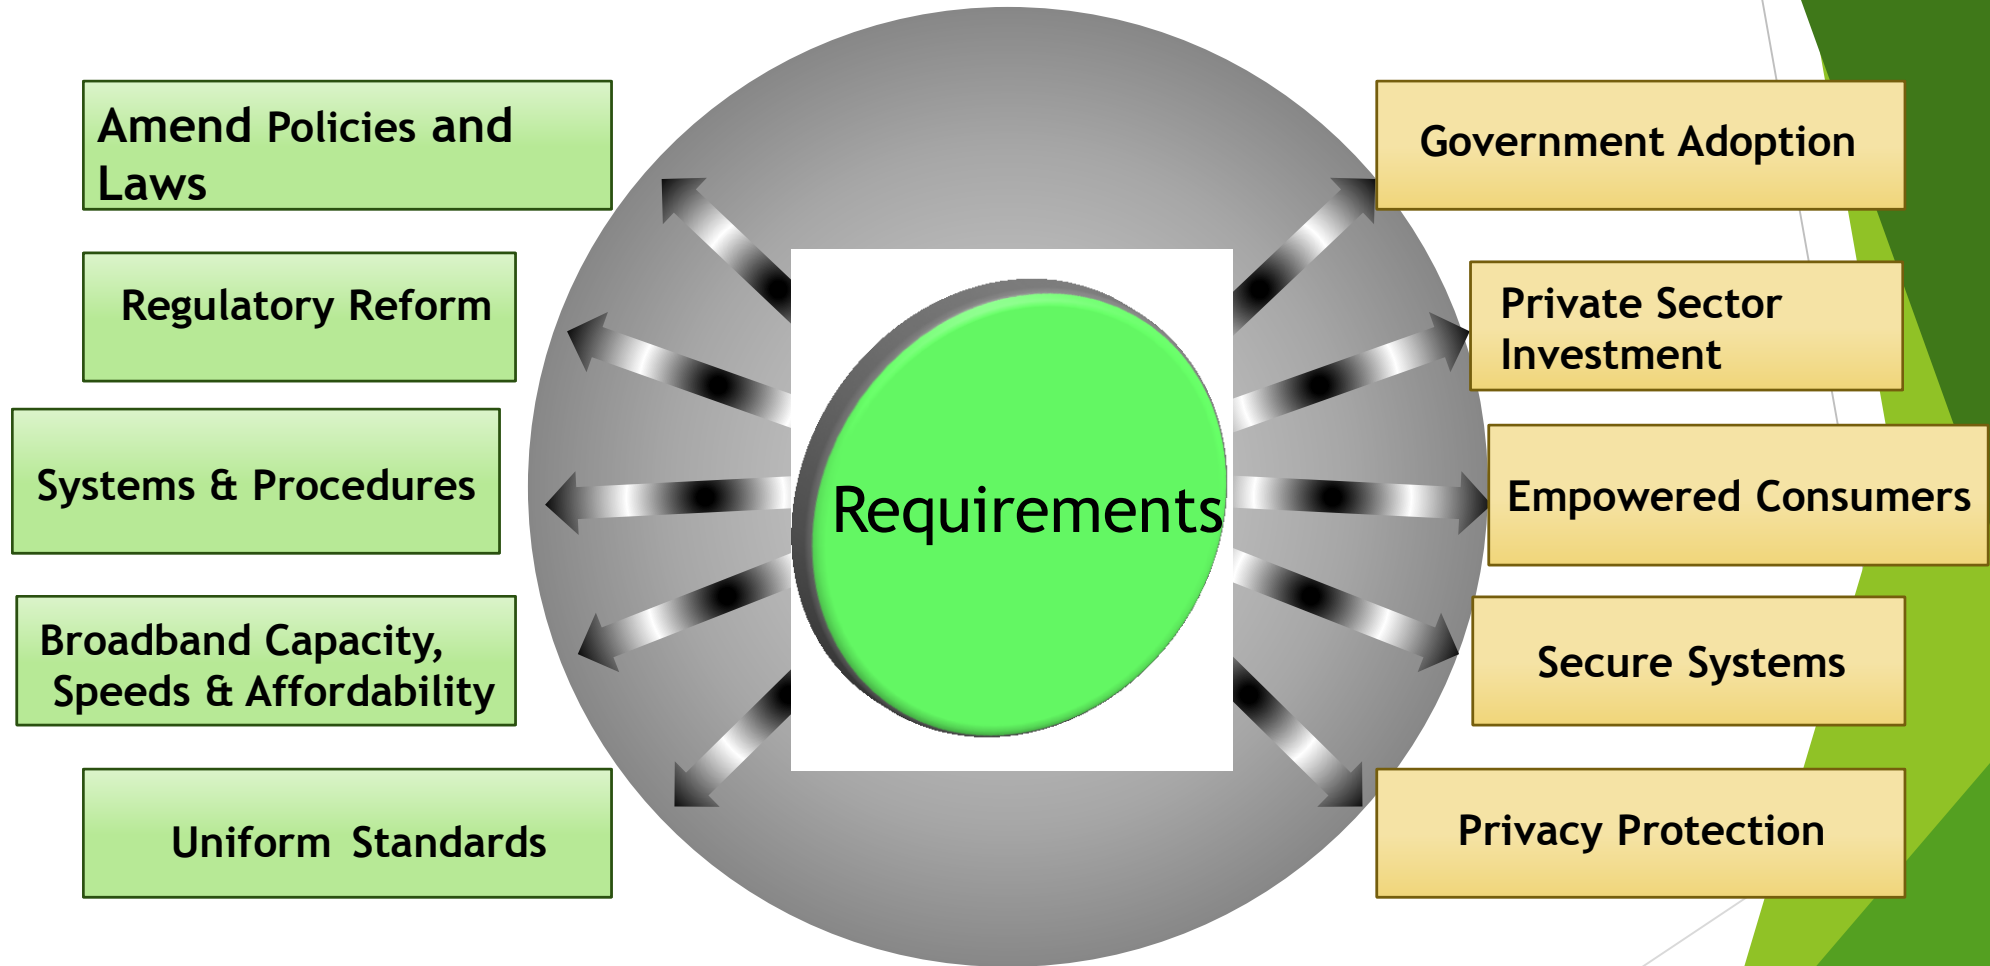 Amend Policies and
Laws
Regulatory Reform
Systems & Procedures
Broadband Capacity,
Speeds & Affordability
Uniform Standards
Requirements
Government Adoption
Private Sector
Investment
Empowered Consumers
Secure Systems
Privacy Protection